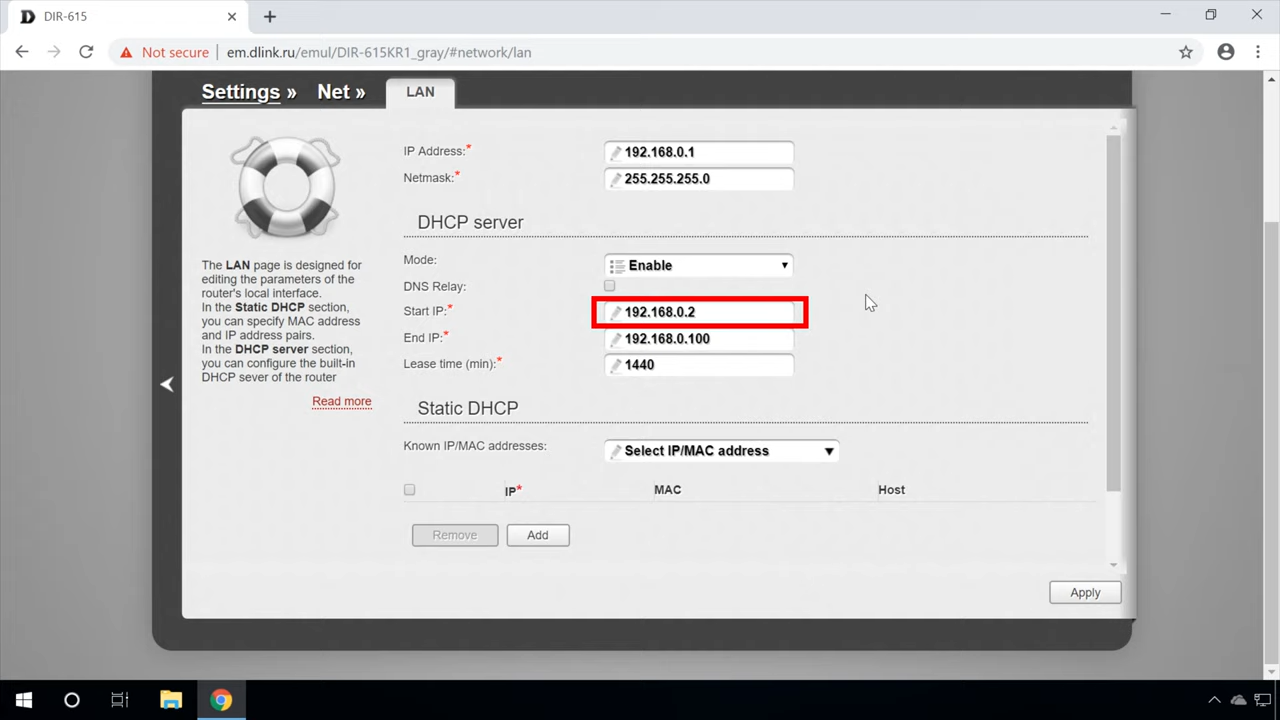 DIR-615
Not secure
em.dlink.ru/emul/DIR-615KR1_gray/#network/lan
Settings »
Net »
LAN
IP Address:*
192.168.0.1
Netmask:*
255.255.255.0
DHCP server
Mode:
Enable
DNS Relay:
Start IP:*
192.168.0.2
End IP:*
192.168.0.100
Lease time (min):*
1440
Static DHCP
Known IP/MAC addresses:
Select IP/MAC address
IP*
MAC
Host
Remove
Add
Apply
The LAN page is designed for
editing the parameters of the
router's local interface.
In the Static DHCP section,
you can specify MAC address
and IP address pairs.
In the DHCP server section,
you can configure the built-in
DHCP sever of the router
Read more